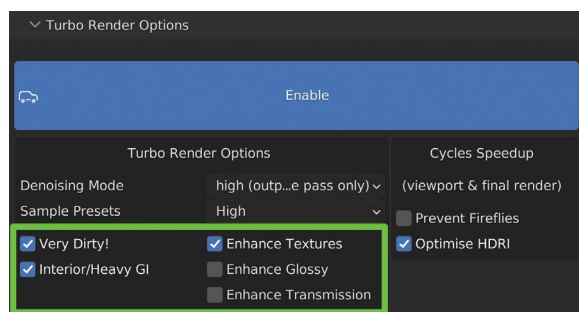 Turbo Render Options
Enable
Turbo Render Options
Denoising Mode high (outp...e pass only)
Sample Presets High
Very Dirty! Enhance Textures
Interior/Heavy GI Enhance Glossy
Enhance Transmission
Cycles Speedup
(viewport & final render)
Prevent Fireflies
Optimise HDRI